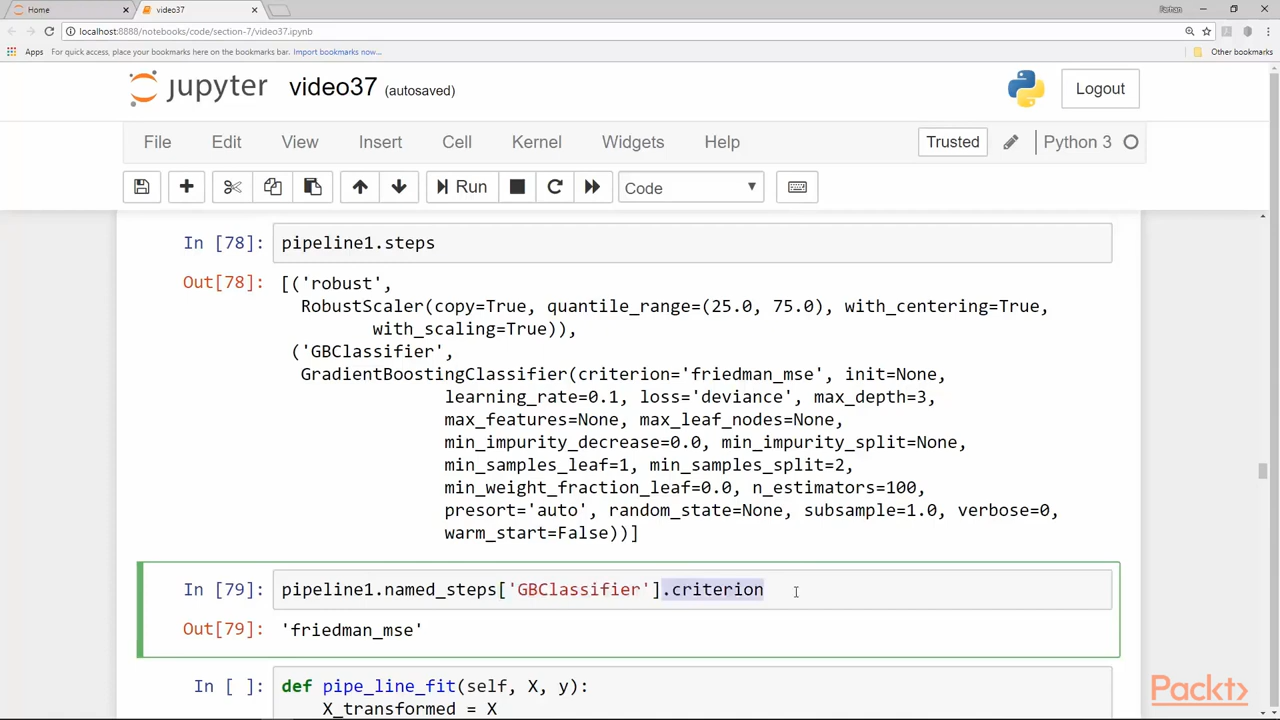 Home
video37
Farhan
localhost:8888/notebooks/code/section-7/video37.ipynb
Apps For quick access, place your bookmarks here on the bookmarks bar. Import bookmarks now...
Other bookmarks
jupyter video37 (autosaved)
Logout
File Edit View Insert Cell Kernel Widgets Help
Trusted
Python 3
Run
Code
In [78]: pipeline1.steps
Out[78]: [('robust',
RobustScaler(copy=True, quantile_range=(25.0, 75.0), with_centering=True,
with_scaling=True)),
('GBClassifier',
GradientBoostingClassifier(criterion='friedman_mse', init=None,
learning_rate=0.1, loss='deviance', max_depth=3,
max_features=None, max_leaf_nodes=None,
min_impurity_decrease=0.0, min_impurity_split=None,
min_samples_leaf=1, min_samples_split=2,
min_weight_fraction_leaf=0.0, n_estimators=100,
presort='auto', random_state=None, subsample=1.0, verbose=0,
warm_start=False))]
In [79]: pipeline1.named_steps['GBClassifier'].criterion
Out[79]: 'friedman_mse'
In [ ]: def pipe_line_fit(self, X, y):
X_transformed = X
Packt>